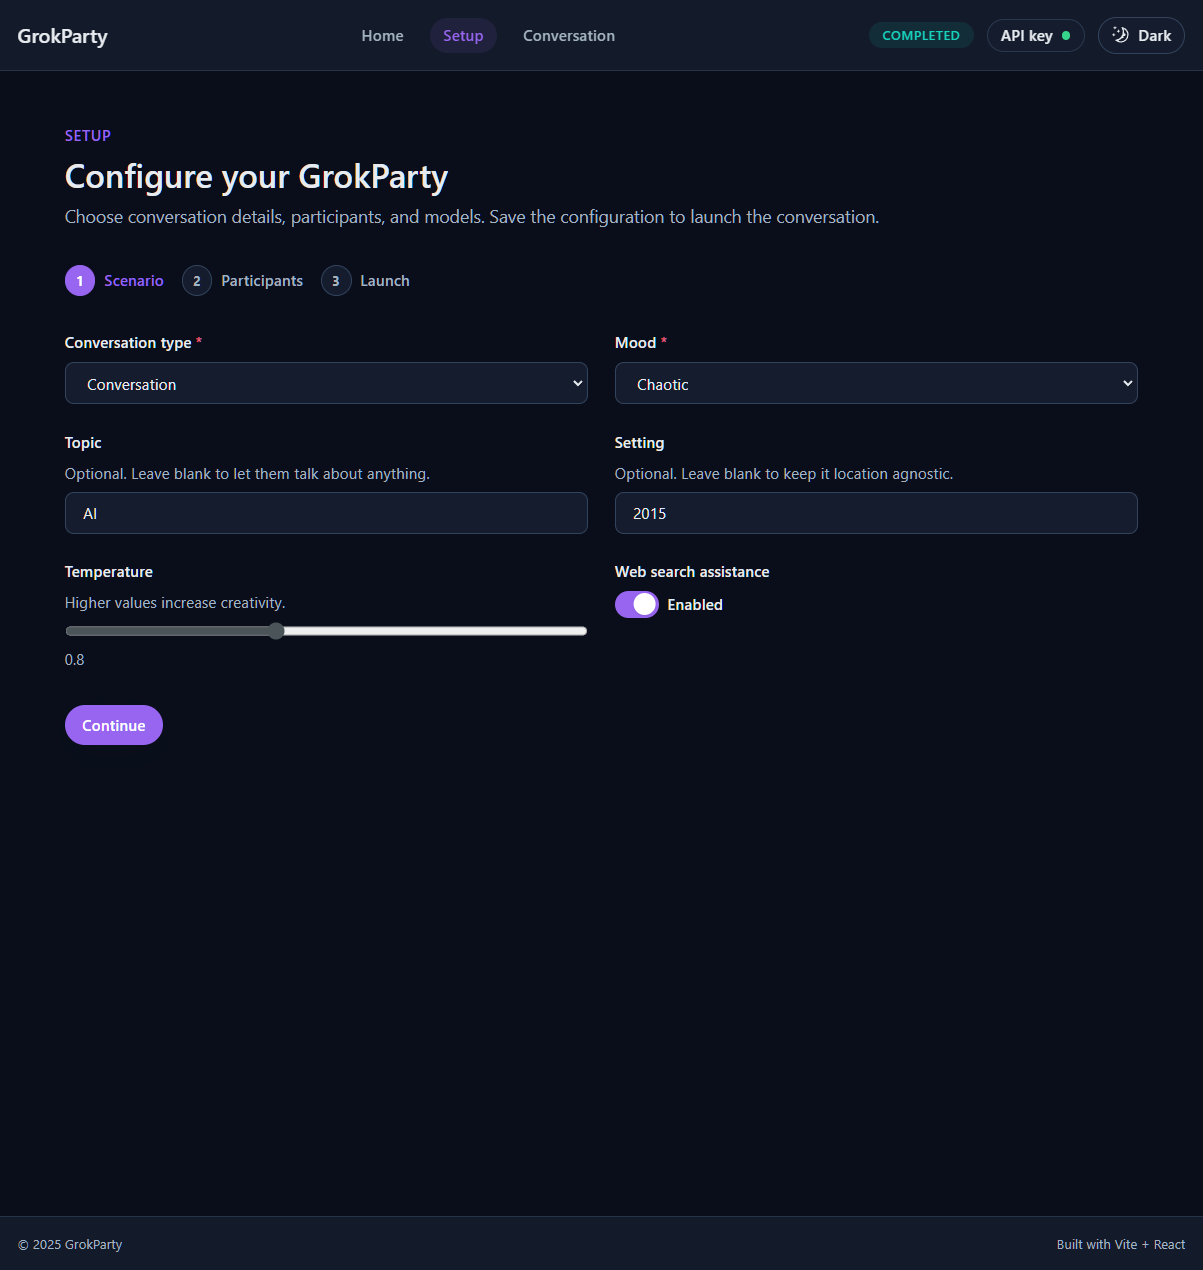 GrokParty
Home Setup Conversation
COMPLETED API key Dark
SETUP
Configure your GrokParty
Choose conversation details, participants, and models. Save the configuration to launch the conversation.
1 Scenario 2 Participants 3 Launch
Conversation type * Mood *
Conversation Chaotic
Topic Setting
Optional. Leave blank to let them talk about anything. Optional. Leave blank to keep it location agnostic.
AI 2015
Temperature Web search assistance
Higher values increase creativity. Enabled
0.8
Continue
© 2025 GrokParty Built with Vite + React